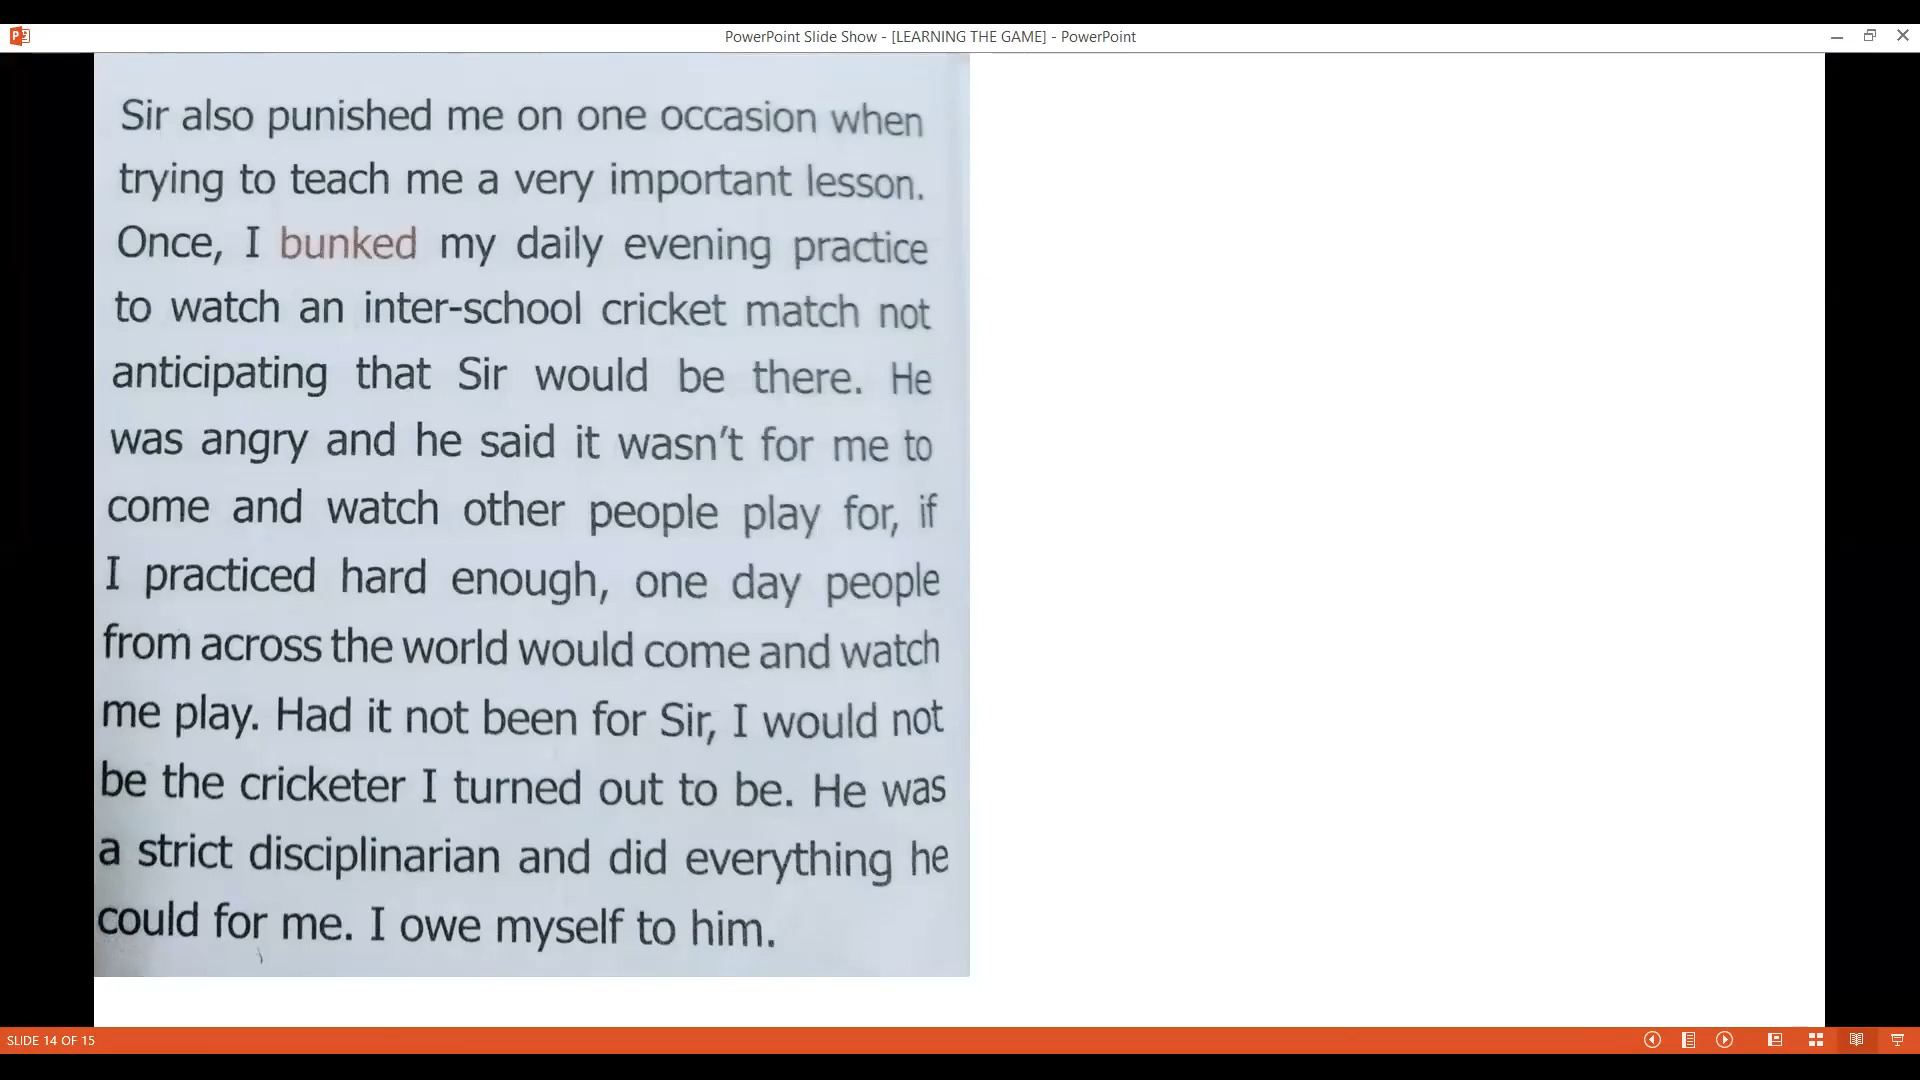 PowerPoint Slide Show - [LEARNING THE GAME] - PowerPoint
Sir also punished me on one occasion when
trying to teach me a very important lesson.
Once, I bunked my daily evening practice
to watch an inter-school cricket match not
anticipating that Sir would be there. He
was angry and he said it wasn't for me to
come and watch other people play for, if
I practiced hard enough, one day people
from across the world would come and watch
me play. Had it not been for Sir, I would not
be the cricketer I turned out to be. He was
a strict disciplinarian and did everything he
could for me. I owe myself to him.
SLIDE 14 OF 15